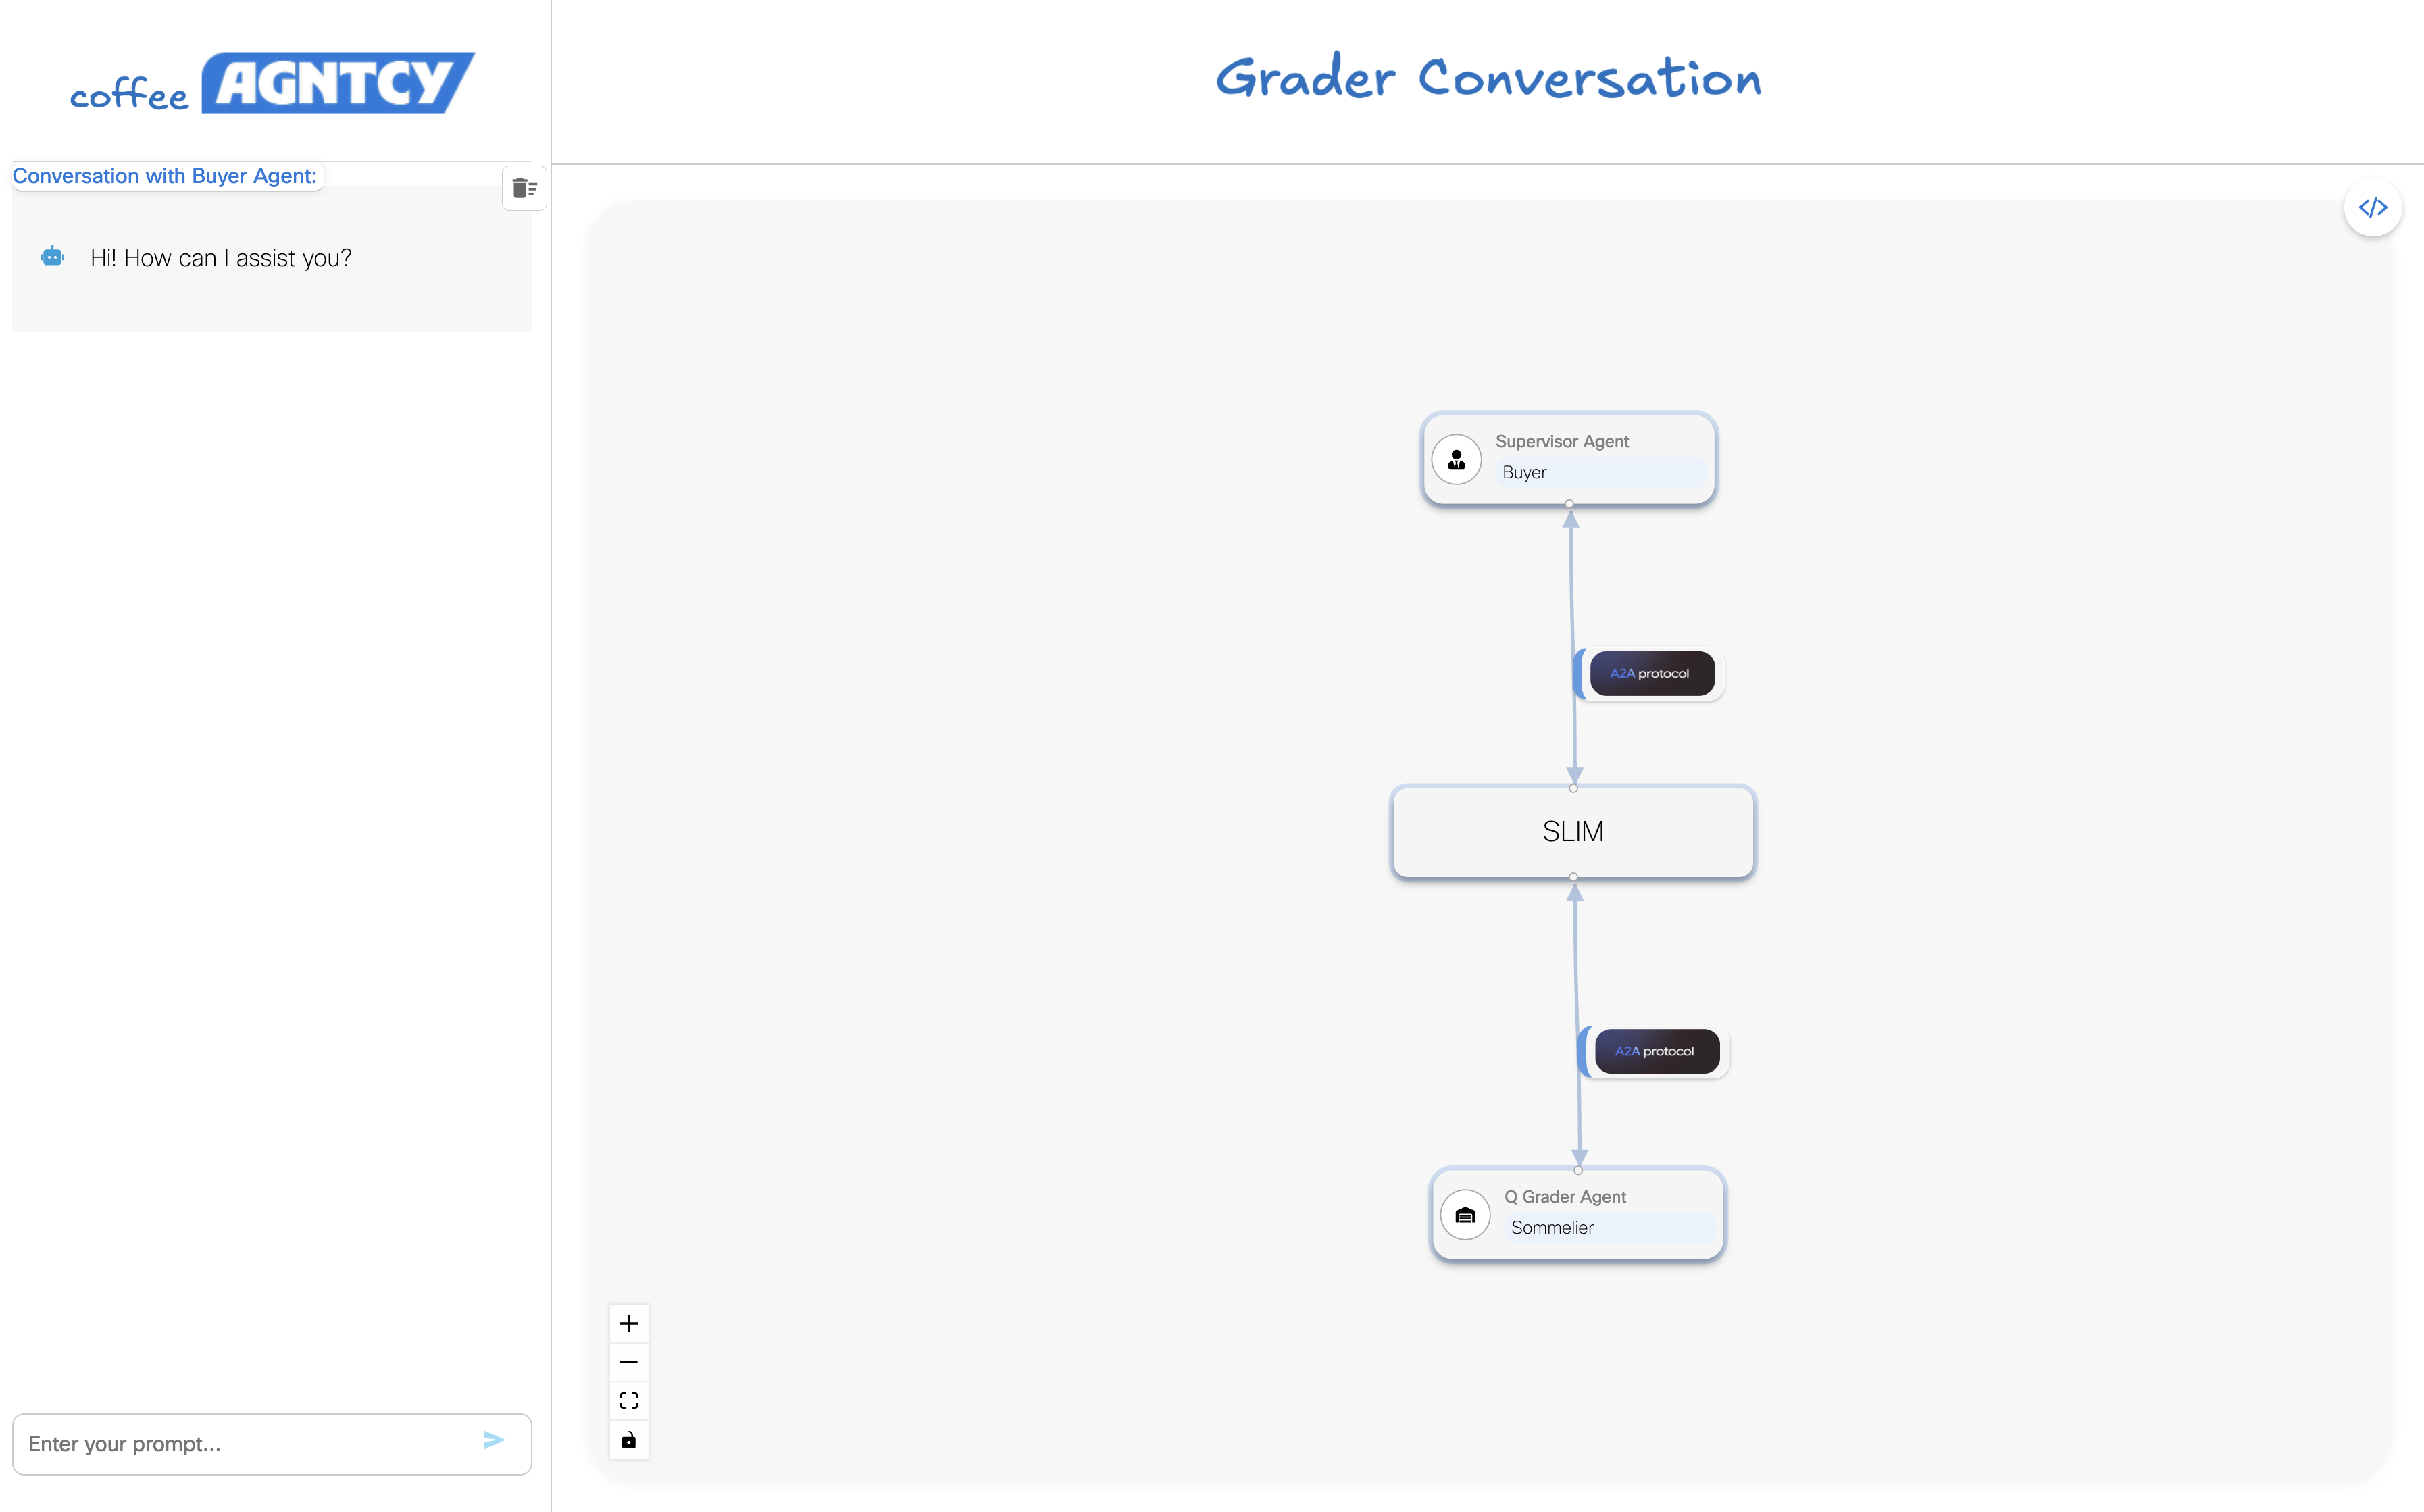 coffee AGNTCY
Grader Conversation
Conversation with Buyer Agent:
Hi! How can I assist you?
</>
Supervisor Agent
Buyer
A2A protocol
SLIM
A2A protocol
Q Grader Agent
Sommelier
Enter your prompt...